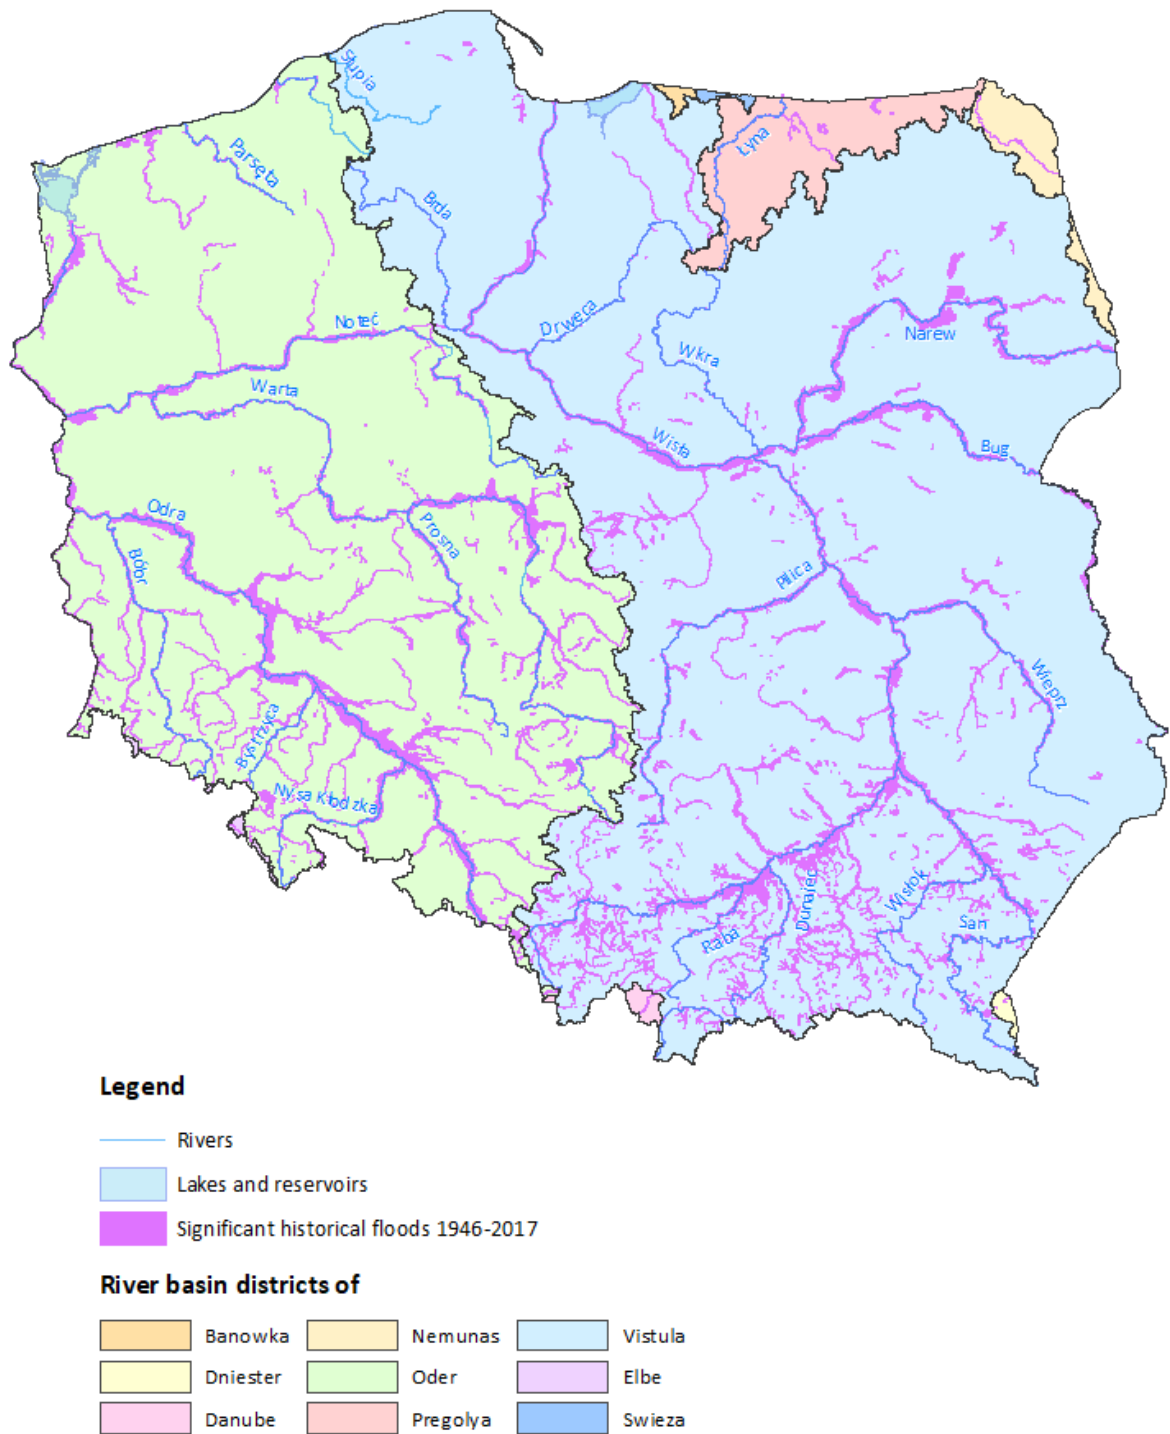 Słupia
Parsęta
Łyna
Brda
Drwęca
Noteć
Narew
Wkra
Warta
Wisła
Bug
Odra
Prosna
Bóbr
Pilica
Wieprz
Bystrzyca
Nysa Kłodzka
Dunajec
Wisłok
San
Raba
Legend
Rivers
Lakes and reservoirs
Significant historical floods 1946-2017
River basin districts of
Banowka Nemunas Vistula
Dniester Oder Elbe
Danube Pregolya Swieza